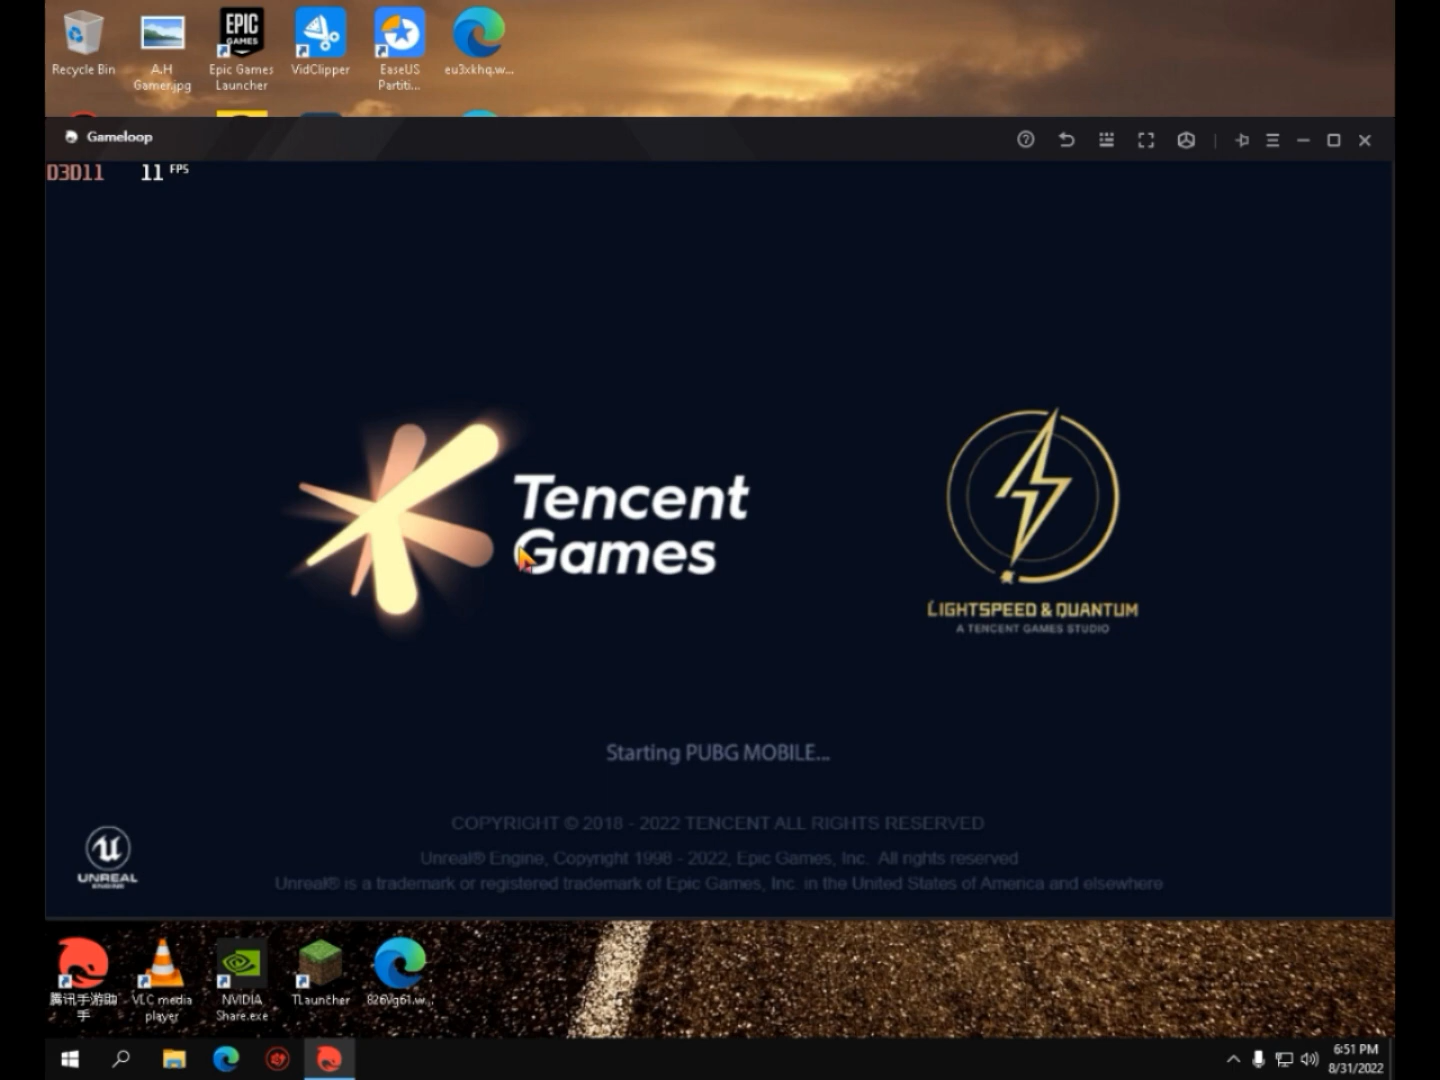 Recycle Bin
A.H
Gamer.jpg
Epic Games
Launcher
VidClipper
EaseUS
Partiti...
eu3xkhq.w...
EPIC
GAMES
Gameloop
D3D11 11 FPS
Tencent
Games
LIGHTSPEED & QUANTUM
A TENCENT GAMES STUDIO
Starting PUBG MOBILE...
COPYRIGHT © 2018 - 2022 TENCENT ALL RIGHTS RESERVED
Unreal® Engine, Copyright 1998 - 2022, Epic Games, Inc. All rights reserved
Unreal® is a trademark or registered trademark of Epic Games, Inc. in the United States of America and elsewhere
UNREAL
ENGINE
腾讯手游助
手
VLC media
player
NVIDIA
Share.exe
TLauncher
6:51 PM
8/31/2022